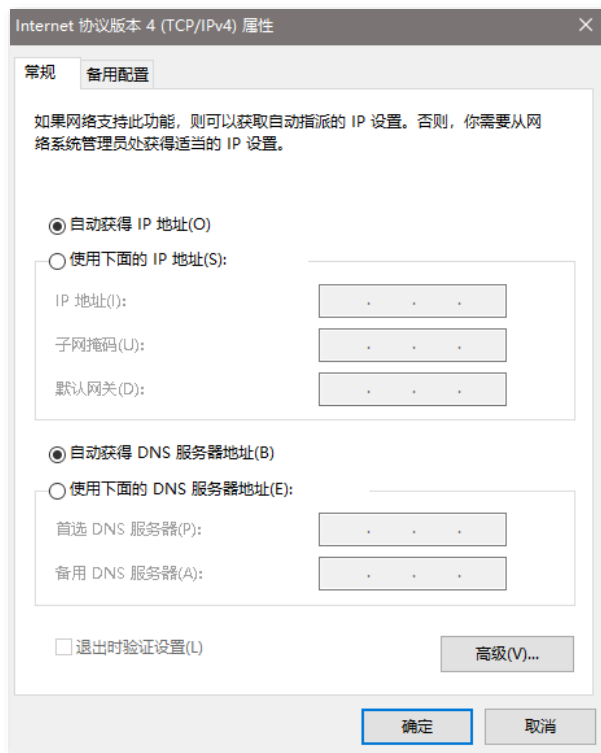 Internet 协议版本 4 (TCP/IPv4) 属性
常规
备用配置
如果网络支持此功能，则可以获取自动指派的 IP 设置。否则，你需要从网
络系统管理员处获得适当的 IP 设置。
自动获得 IP 地址(O)
使用下面的 IP 地址(S):
IP 地址(I):
子网掩码(U):
默认网关(D):
自动获得 DNS 服务器地址(B)
使用下面的 DNS 服务器地址(E):
首选 DNS 服务器(P):
备用 DNS 服务器(A):
退出时验证设置(L)
高级(V)...
确定
取消